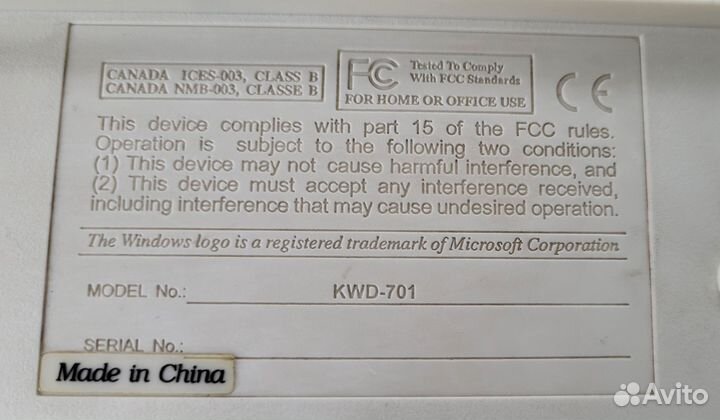 CANADA ICES-003, CLASS B
CANADA NMB-003, CLASSE B
FC Tested To Comply
With FCC Standards
FOR HOME OR OFFICE USE
CE
This device complies with part 15 of the FCC rules.
Operation is subject to the following two conditions:
(1) This device may not cause harmful interference, and
(2) This device must accept any interference received,
including interference that may cause undesired operation.
The Windows logo is a registered trademark of Microsoft Corporation
MODEL No.: KWD-701
SERIAL No.:
Made in China
Avito